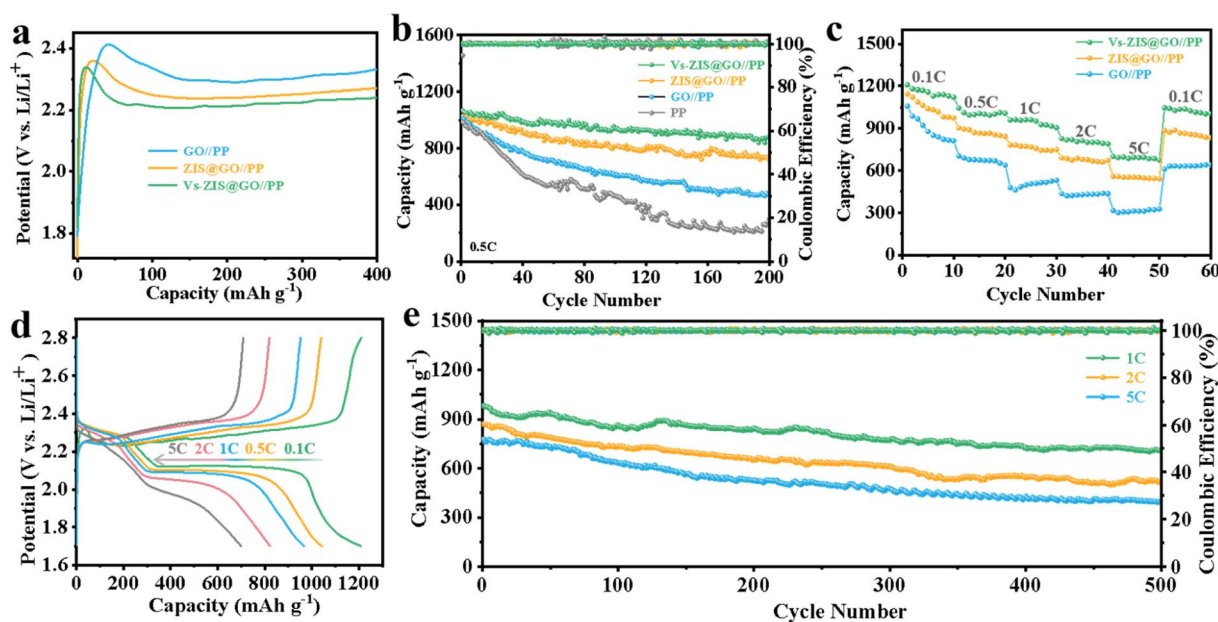 a
Potential (V vs. Li/Li+)
2.4
2.2
2.0
1.8
GO//PP
ZIS@GO//PP
Vs-ZIS@GO//PP
0
100
200
300
400
Capacity (mAh g-1)
b
Capacity (mAh g-1)
1600
1200
800
400
0
Vs-ZIS@GO//PP
ZIS@GO//PP
GO//PP
PP
0.5C
0
40
80
120
160
200
Cycle Number
100
80
60
40
20
0
Coulombic Efficiency (%)
c
Capacity (mAh g-1)
1500
1200
900
600
300
0
Vs-ZIS@GO//PP
ZIS@GO//PP
GO//PP
0.1C
0.5C
1C
2C
5C
0.1C
0
10
20
30
40
50
60
Cycle Number
d
Potential (V vs. Li/Li+)
2.8
2.4
2.0
1.6
5C 2C 1C 0.5C 0.1C
0
200
400
600
800
1000
1200
Capacity (mAh g-1)
e
Capacity (mAh g-1)
1500
1200
900
600
300
0
1C
2C
5C
0
100
200
300
400
500
Cycle Number
100
80
60
40
20
0
Coulombic Efficiency (%)